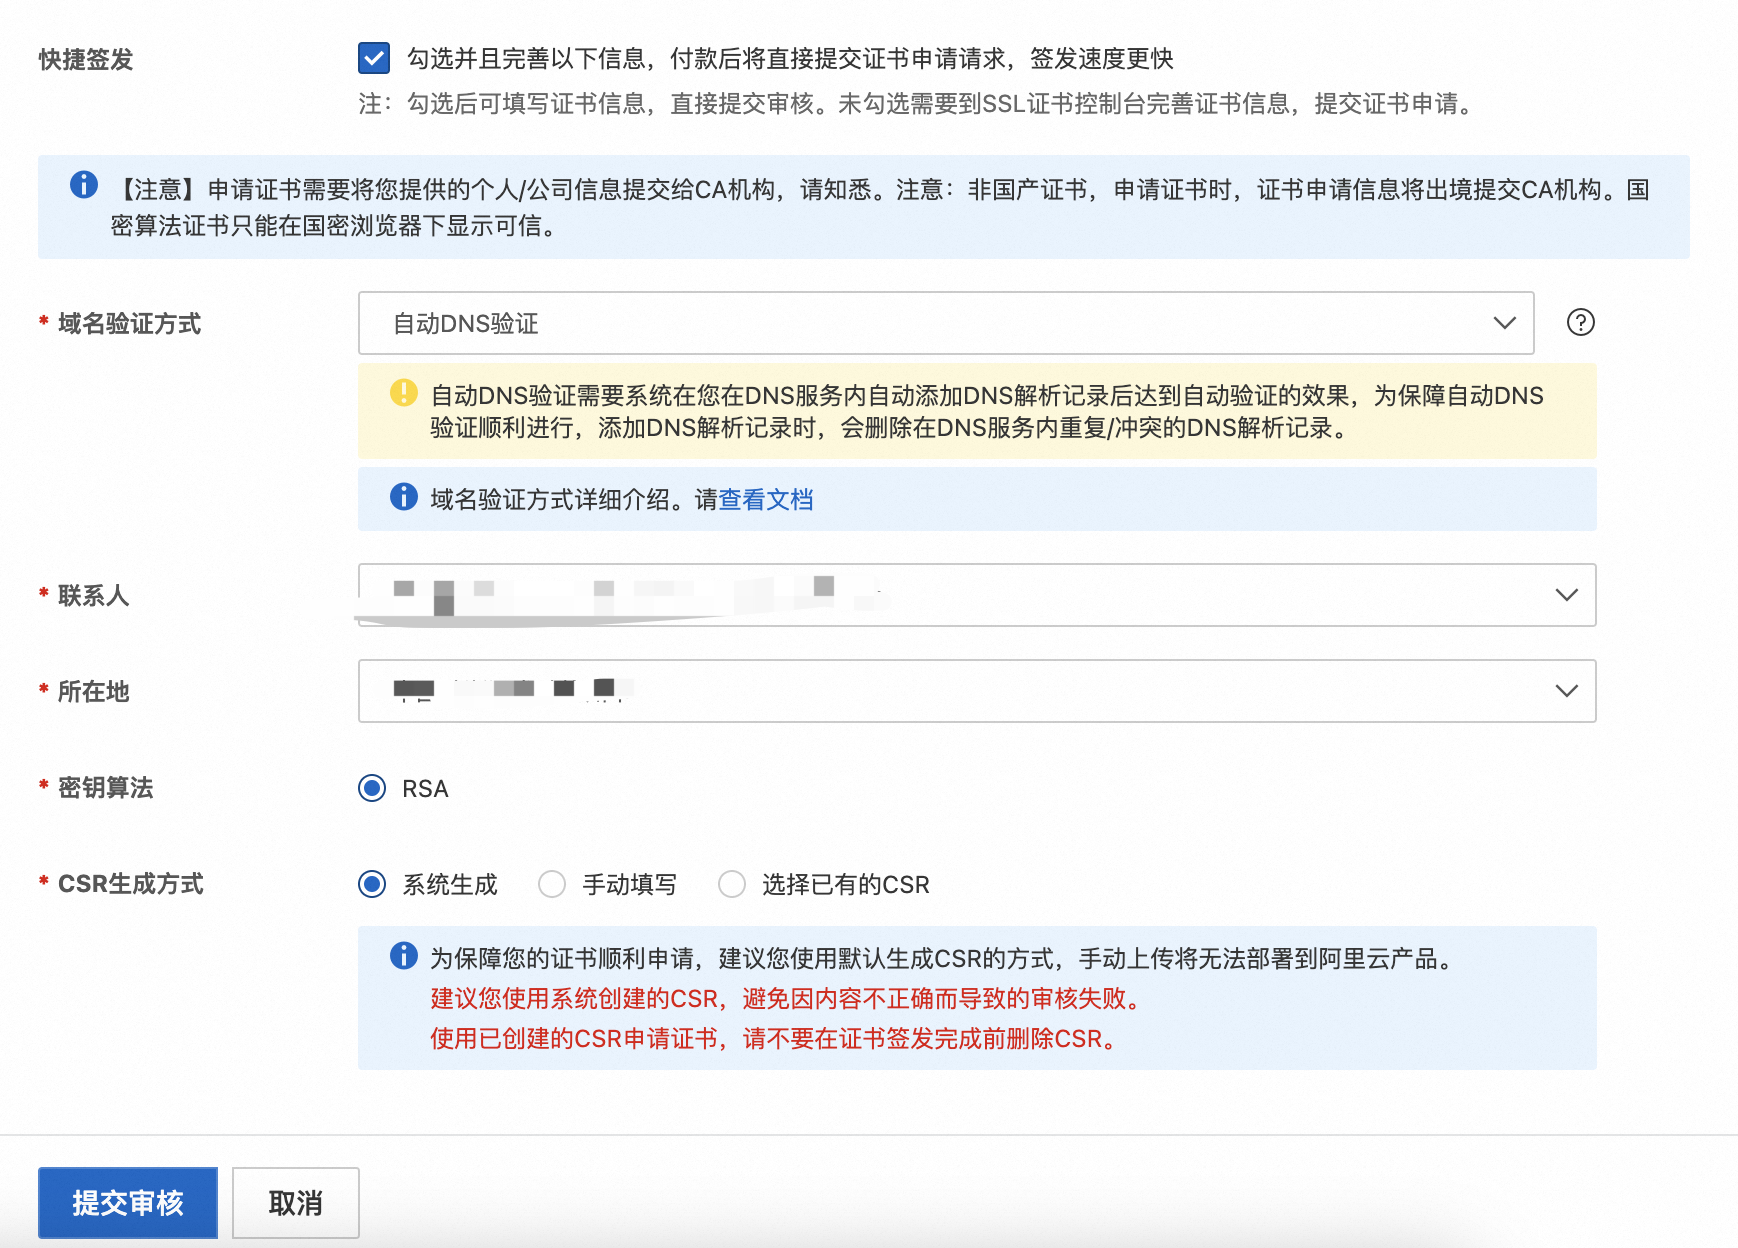 快捷签发
勾选并且完善以下信息，付款后将直接提交证书申请请求，签发速度更快
注：勾选后可填写证书信息，直接提交审核。未勾选需要到SSL证书控制台完善证书信息，提交证书申请。
【注意】申请证书需要将您提供的个人/公司信息提交给CA机构，请知悉。注意：非国产证书，申请证书时，证书申请信息将出境提交CA机构。国
密算法证书只能在国密浏览器下显示可信。
* 域名验证方式
自动DNS验证
自动DNS验证需要系统在您在DNS服务内自动添加DNS解析记录后达到自动验证的效果，为保障自动DNS
验证顺利进行，添加DNS解析记录时，会删除在DNS服务内重复/冲突的DNS解析记录。
域名验证方式详细介绍。请查看文档
* 联系人
* 所在地
* 密钥算法
RSA
* CSR生成方式
系统生成 手动填写 选择已有的CSR
为保障您的证书顺利申请，建议您使用默认生成CSR的方式，手动上传将无法部署到阿里云产品。
建议您使用系统创建的CSR，避免因内容不正确而导致的审核失败。
使用已创建的CSR申请证书，请不要在证书签发完成前删除CSR。
提交审核 取消